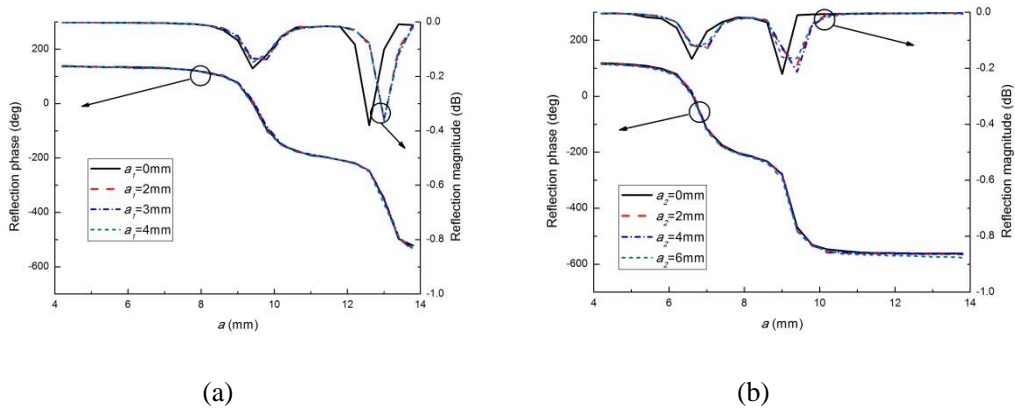 Reflection phase (deg)
200
0
-200
-400
-600
4
6
8
10
12
14
a (mm)
0.0
-0.2
-0.4
-0.6
-0.8
-1.0
Reflection magnitude (dB)
a1=0mm
a1=2mm
a1=3mm
a1=4mm
(a)
Reflection phase (deg)
200
0
-200
-400
-600
4
6
8
10
12
14
a (mm)
0.0
-0.2
-0.4
-0.6
-0.8
-1.0
Reflection magnitude (dB)
a2=0mm
a2=2mm
a2=4mm
a2=6mm
(b)